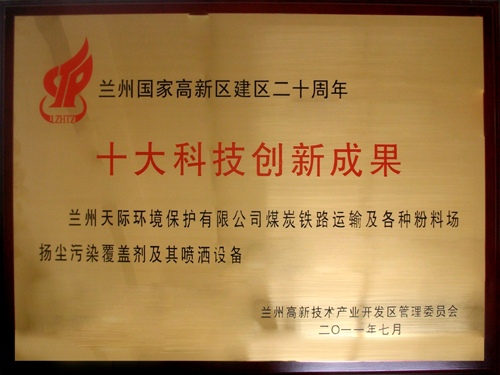 LZHTZ
兰州国家高新区建区二十周年
十大科技创新成果
兰州天际环境保护有限公司煤炭铁路运输及各种粉料场
扬尘污染覆盖剂及其喷洒设备
兰州高新技术产业开发区管理委员会
二〇一一年七月